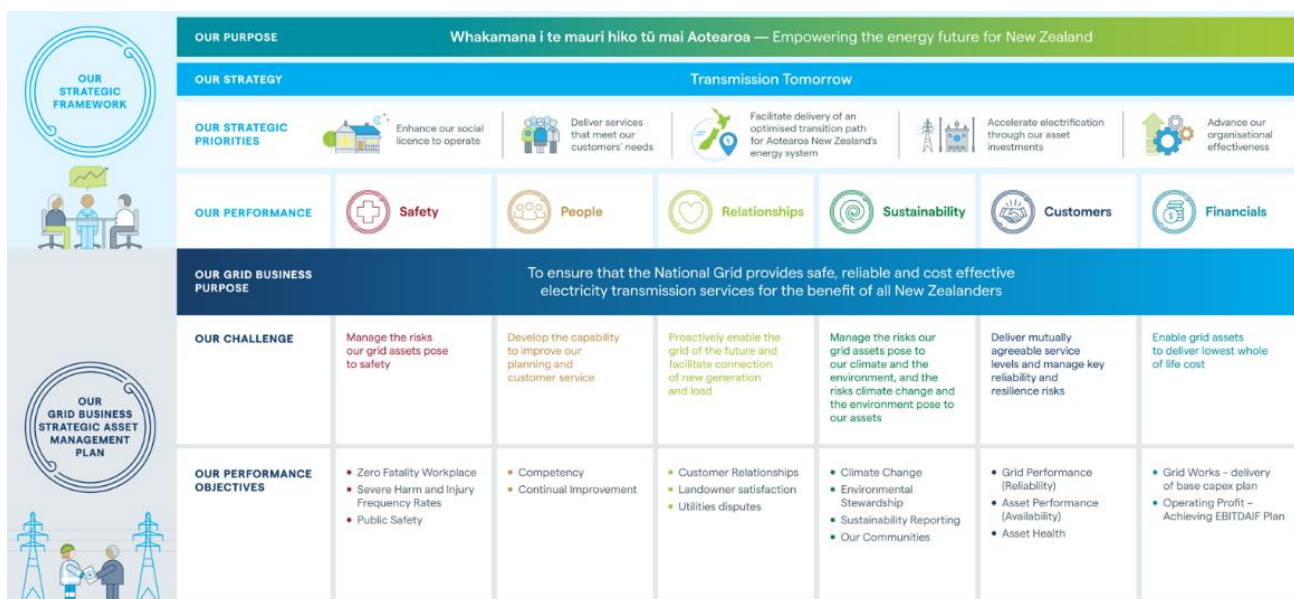 OUR
STRATEGIC
FRAMEWORK
OUR PURPOSE
Whakamana i te mauri hiko tū mai Aotearoa — Empowering the energy future for New Zealand
OUR STRATEGY
Transmission Tomorrow
OUR STRATEGIC
PRIORITIES
Enhance our social
licence to operate
Deliver services
that meet our
customers' needs
Facilitate delivery of an
optimised transition path
for Aotearoa New Zealand's
energy system
Accelerate electrification
through our asset
investments
Advance our
organisational
effectiveness
OUR PERFORMANCE
Safety
People
Relationships
Sustainability
Customers
Financials
OUR GRID BUSINESS
PURPOSE
To ensure that the National Grid provides safe, reliable and cost effective
electricity transmission services for the benefit of all New Zealanders
OUR
GRID BUSINESS
STRATEGIC ASSET
MANAGEMENT
PLAN
OUR CHALLENGE
Manage the risks
our grid assets pose
to safety
Develop the capability
to improve our
planning and
customer service
Proactively enable the
grid of the future and
facilitate connection
of new generation
and load
Manage the risks our
grid assets pose to
our climate and the
environment, and the
risks climate change and
the environment pose to
our assets
Deliver mutually
agreeable service
levels and manage key
reliability and
resilience risks
Enable grid assets
to deliver lowest whole
of life cost
OUR PERFORMANCE
OBJECTIVES
• Zero Fatality Workplace
• Severe Harm and Injury
Frequency Rates
• Public Safety
• Competency
• Continual Improvement
• Customer Relationships
• Landowner satisfaction
• Utilities disputes
• Climate Change
• Environmental
Stewardship
• Sustainability Reporting
• Our Communities
• Grid Performance
(Reliability)
• Asset Performance
(Availability)
• Asset Health
• Grid Works – delivery
of base capex plan
• Operating Profit –
Achieving EBITDAIF Plan